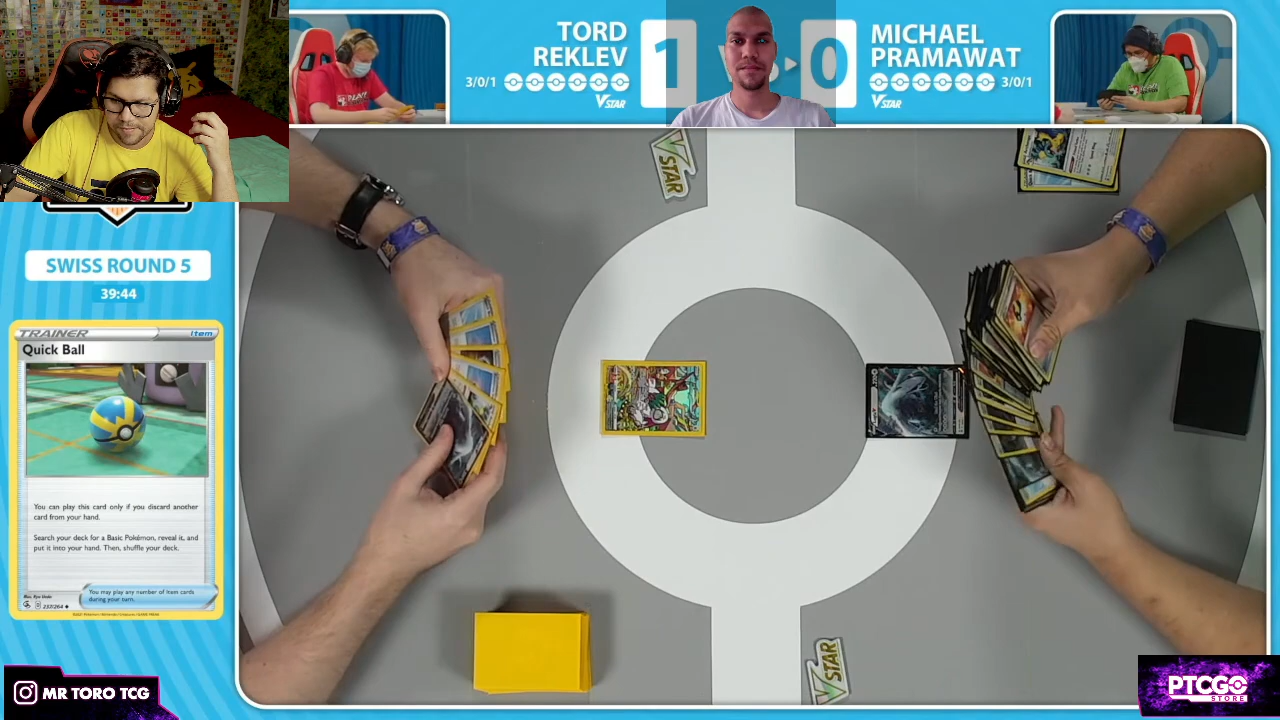 TORD
REKLEV
3/0/1
VSTAR
1
0
MICHAEL
PRAMAWAT
VSTAR
3/0/1
SWISS ROUND 5
39:44
TRAINER
Item
Quick Ball
You can play this card only if you discard another
card from your hand.
Search your deck for a Basic Pokémon, reveal it, and
put it into your hand. Then, shuffle your deck.
You may play any number of Item cards
during your turn.
237/264
VSTAR
VSTAR
MR TORO TCG
PTCGO
STORE